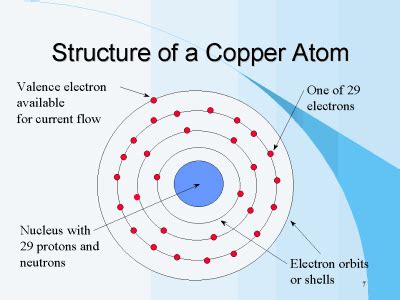 Structure of a Copper Atom
Valence electron
available
for current flow
One of 29
electrons
Nucleus with
29 protons and
neutrons
Electron orbits
or shells
7